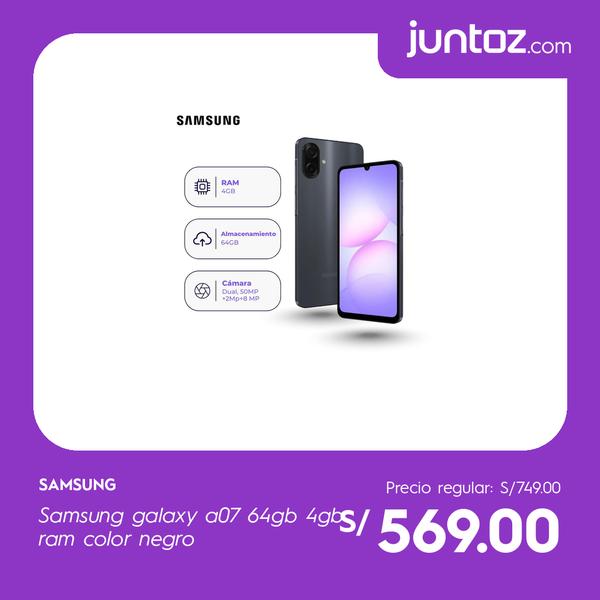 juntoz.com
SAMSUNG
RAM
4GB
Almacenamiento
64GB
Cámara
Dual, 50MP
+2Mp+8 MP
SAMSUNG
Samsung galaxy a07 64gb 4gb
ram color negro
Precio regular: S/749.00
S/ 569.00